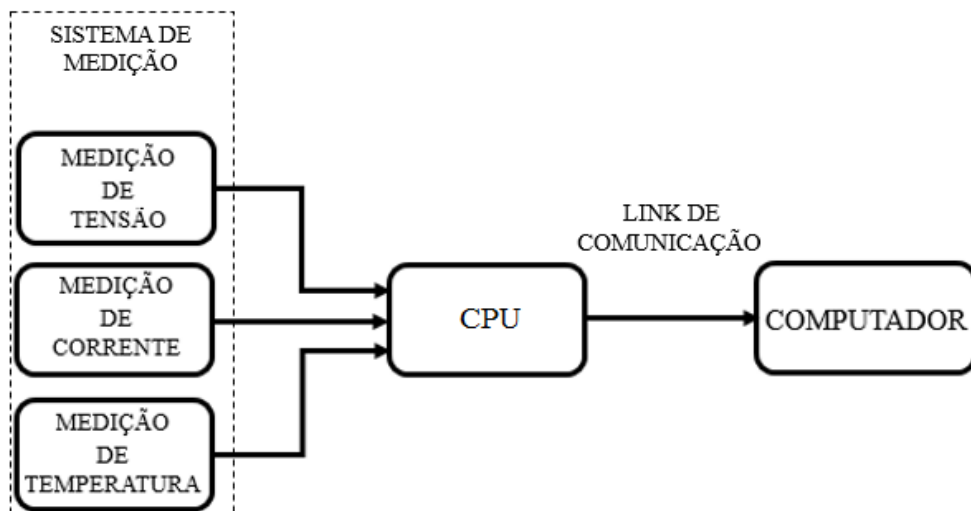 SISTEMA DE
MEDIÇÃO
MEDIÇÃO
DE
TENSÃO
MEDIÇÃO
DE
CORRENTE
MEDIÇÃO
DE
TEMPERATURA
CPU
LINK DE
COMUNICAÇÃO
COMPUTADOR